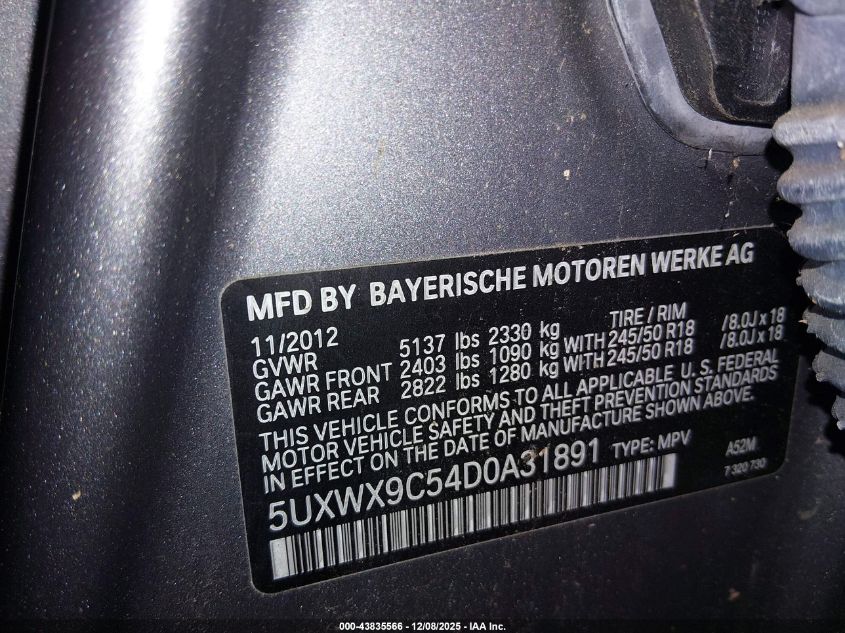 MFD BY BAYERISCHE MOTOREN WERKE AG
11/2012 TIRE / RIM
GVWR 5137 lbs 2330 kg
GAWR FRONT 2403 lbs 1090 kg WITH 245/50 R18 /8.0J x 18
GAWR REAR 2822 lbs 1280 kg WITH 245/50 R18 /8.0J x 18
THIS VEHICLE CONFORMS TO ALL APPLICABLE U. S. FEDERAL
MOTOR VEHICLE SAFETY AND THEFT PREVENTION STANDARDS
IN EFFECT ON THE DATE OF MANUFACTURE SHOWN ABOVE.
5UXWX9C54D0A31891 TYPE: MPV A52M
7 320 730
000-43835566 - 12/08/2025 - IAA Inc.